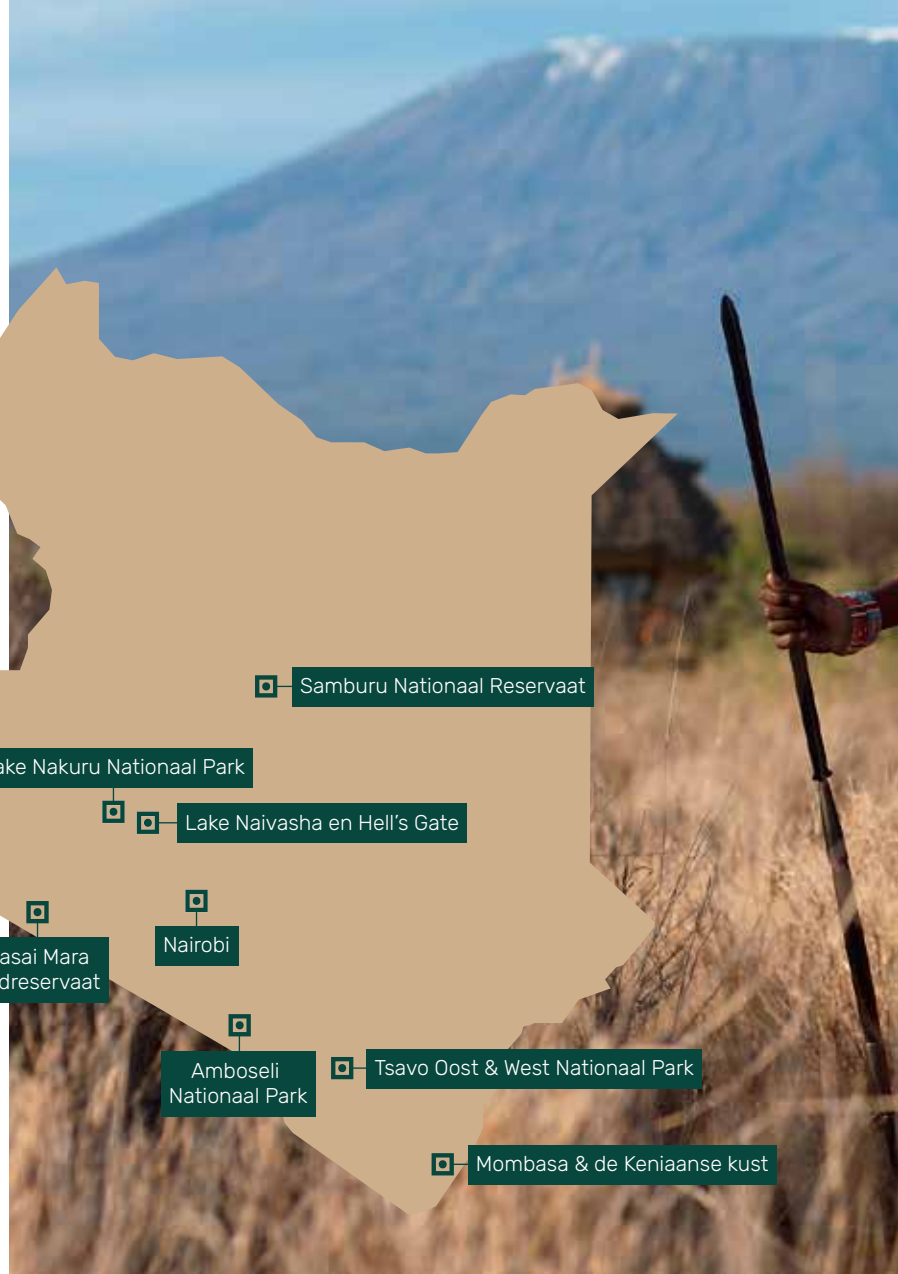 Samburu Nationaal Reservaat
ake Nakuru Nationaal Park
Lake Naivasha en Hell's Gate
asai Mara
dreservaat
Nairobi
Amboseli
Nationaal Park
Tsavo Oost & West Nationaal Park
Mombasa & de Keniaanse kust